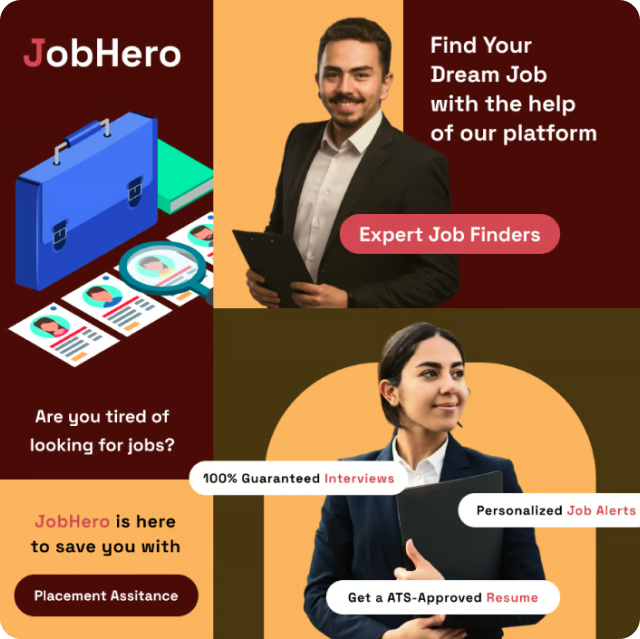 JobHero
Find Your
Dream Job
with the help
of our platform
Expert Job Finders
Are you tired of
looking for jobs?
100% Guaranteed Interviews
Personalized Job Alerts
JobHero is here
to save you with
Placement Assitance
Get a ATS-Approved Resume